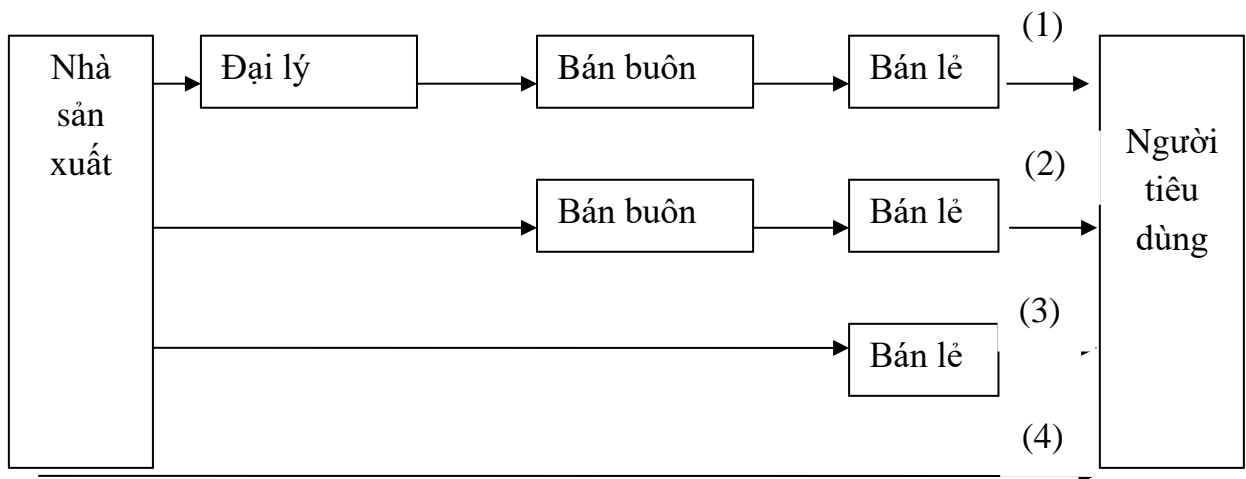 (1)
Nhà
sản
xuất
Đại lý
Bán buôn
Bán lẻ
Người
tiêu
dùng
(2)
Bán buôn
Bán lẻ
(3)
Bán lẻ
(4)